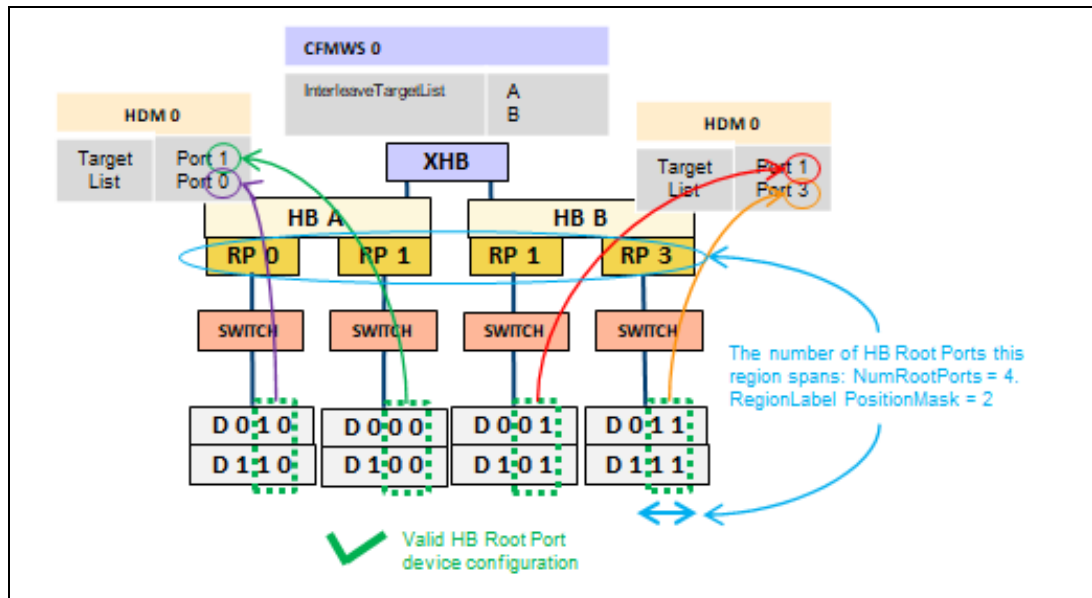 CFMWS 0
InterleaveTargetList
A
B
HDM 0
Target List
Port 1
Port 0
HDM 0
Target List
Port 1
Port 3
XHB
HB A
HB B
RP 0
RP 1
RP 1
RP 3
SWITCH
SWITCH
SWITCH
SWITCH
The number of HB Root Ports this
region spans: NumRootPorts = 4.
RegionLabel PositionMask = 2
D 0 1 0
D 0 0 0
D 0 0 1
D 0 1 1
D 1 1 0
D 1 0 0
D 1 0 1
D 1 1 1
Valid HB Root Port
device configuration